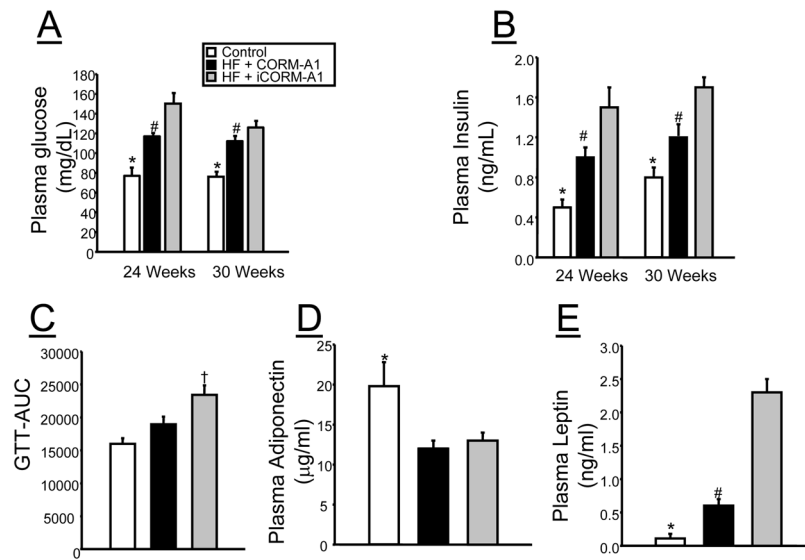 A
Control
HF + CORM-A1
HF + iCORM-A1
Plasma glucose
(mg/dL)
180
160
140
120
100
80
60
40
20
0
*
#
*
#
24 Weeks
30 Weeks
B
Plasma Insulin
(ng/mL)
2.0
1.6
1.2
0.8
0.4
0.0
*
#
*
#
24 Weeks
30 Weeks
C
GTT-AUC
30000
25000
20000
15000
10000
5000
0
†
D
Plasma Adiponectin
(μg/ml)
25
20
15
10
5
0
*
E
Plasma Leptin
(ng/ml)
3.0
2.5
2.0
1.5
1.0
0.5
0.0
*
#